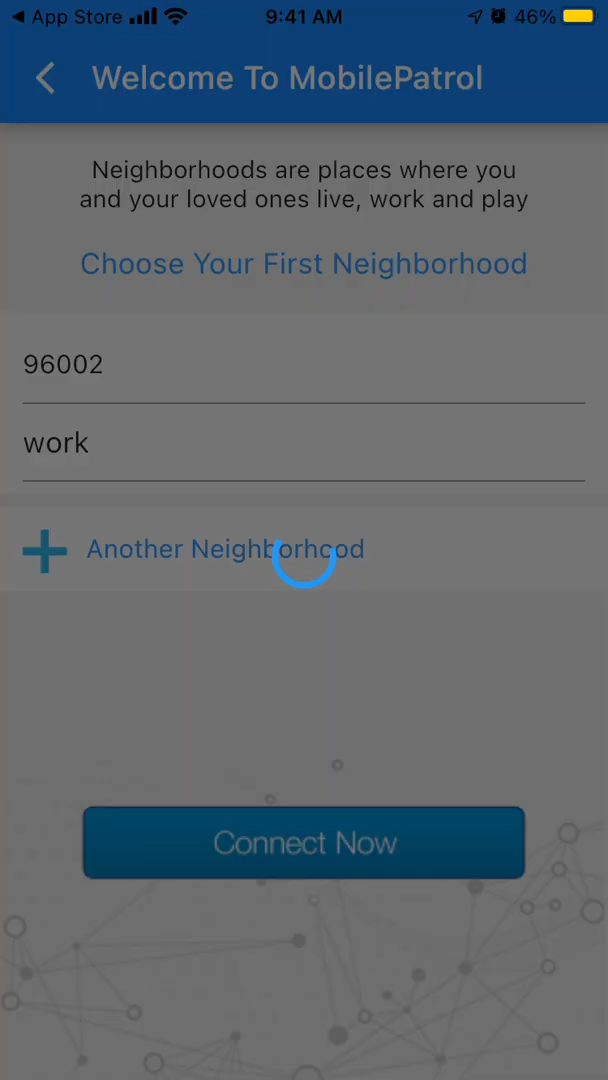 ◀ App Store 9:41 AM 46%
Welcome To MobilePatrol
Neighborhoods are places where you
and your loved ones live, work and play
Choose Your First Neighborhood
96002
work
Another Neighborhood
Connect Now